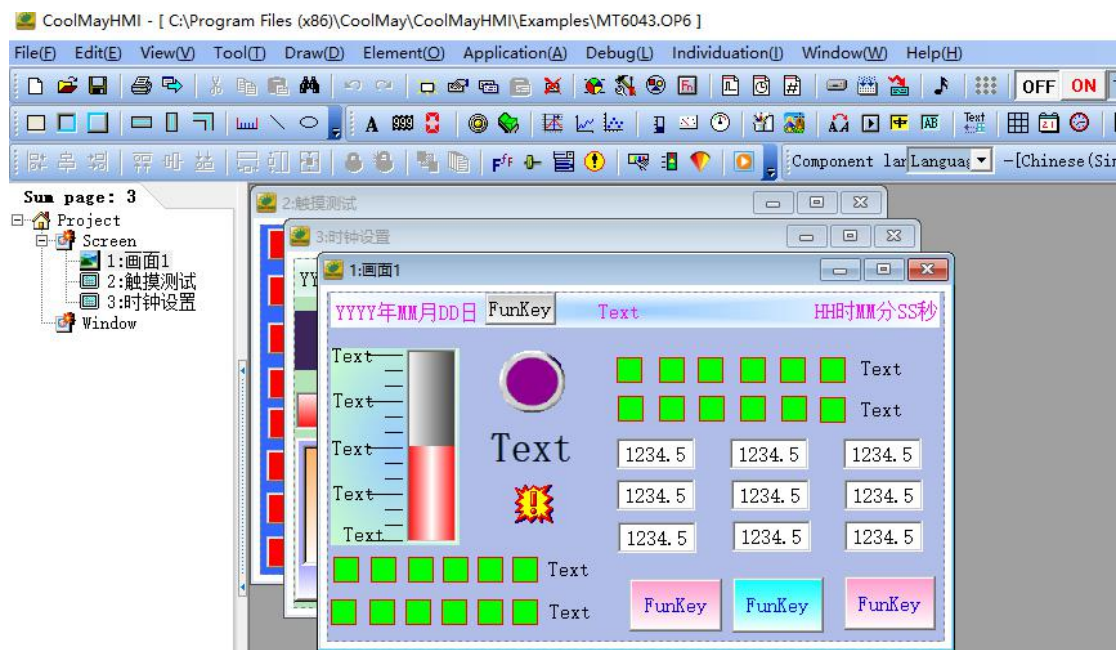 CoolMayHMI - [ C:\Program Files (x86)\CoolMay\CoolMayHMI\Examples\MT6043.OP6 ]
File(F) Edit(E) View(V) Tool(T) Draw(D) Element(O) Application(A) Debug(L) Individuation(I) Window(W) Help(H)
OFF ON
A Text
Component lar Languag -[Chinese(Sin
Sum page: 3
Project
Screen
1:画面1
2:触摸测试
3:时钟设置
Window
2:触摸测试
3:时钟设置
YY
1:画面1
YYYY年MM月DD日 FunKey Text HH时MM分SS秒
Text
Text
Text
Text
Text
Text
Text
Text
1234.5 1234.5 1234.5
1234.5 1234.5 1234.5
1234.5 1234.5 1234.5
Text
Text
FunKey FunKey FunKey